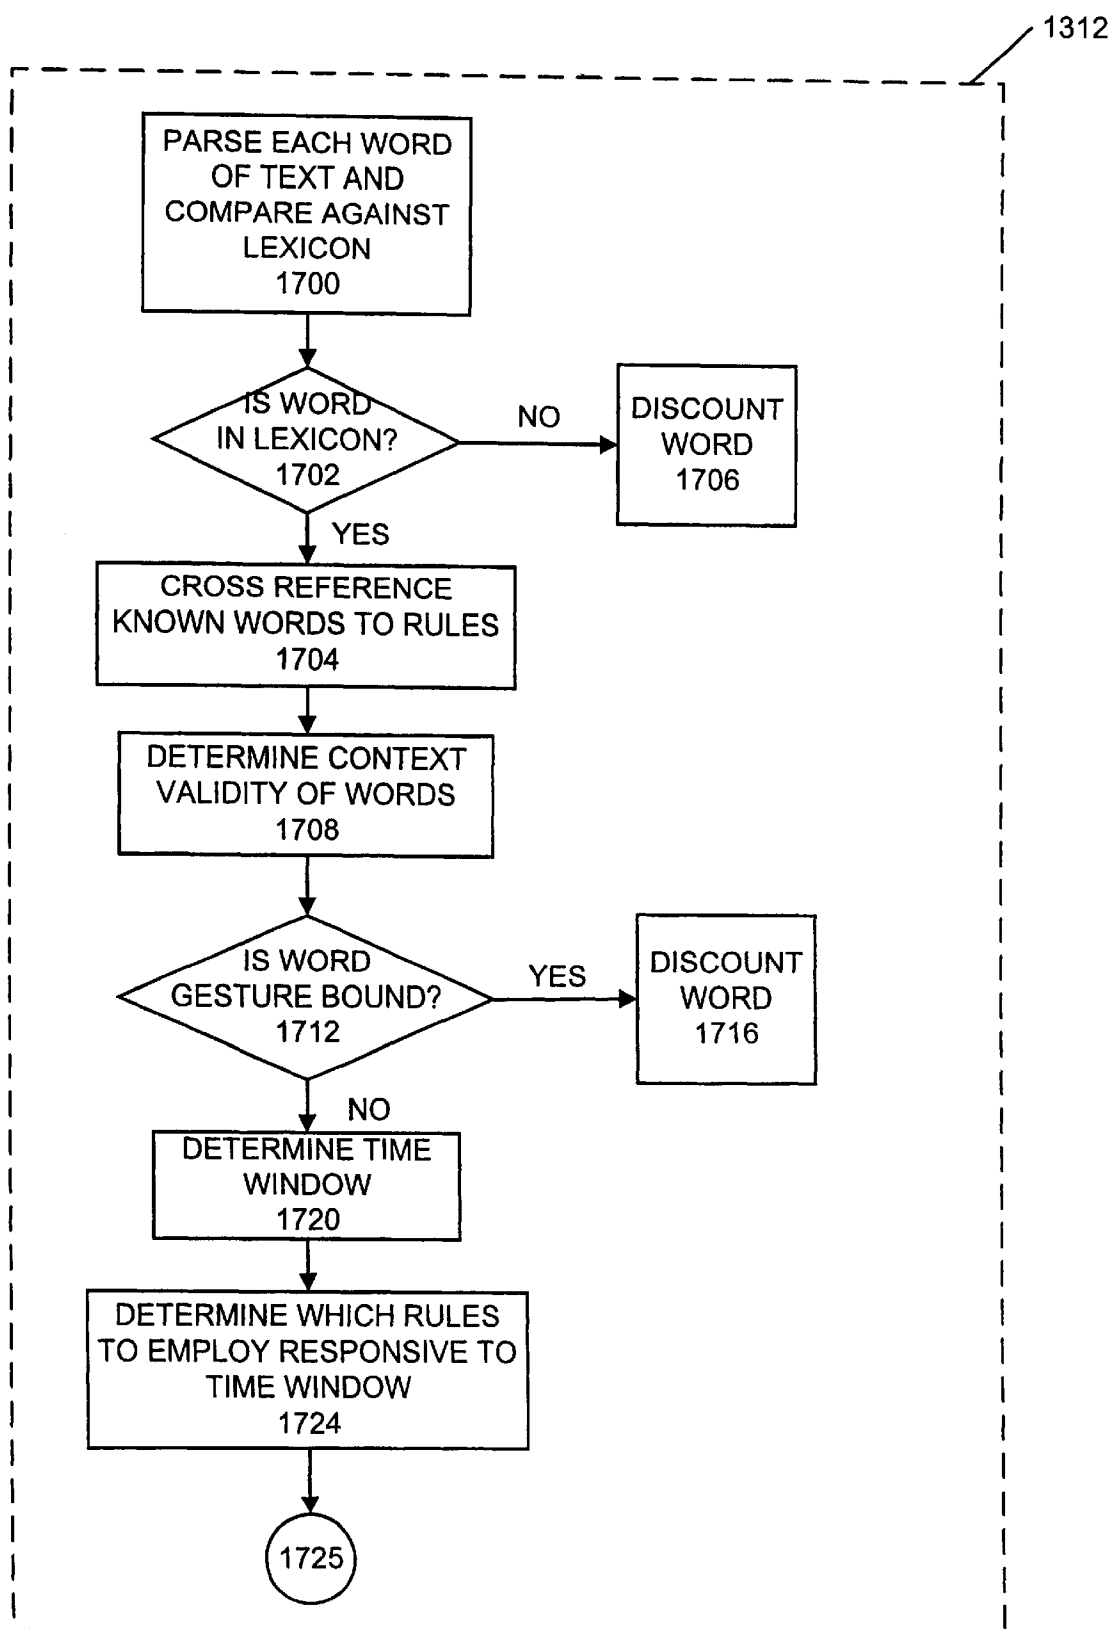 1312
PARSE EACH WORD
OF TEXT AND
COMPARE AGAINST
LEXICON
1700
IS WORD
IN LEXICON?
1702
NO
DISCOUNT
WORD
1706
YES
CROSS REFERENCE
KNOWN WORDS TO RULES
1704
DETERMINE CONTEXT
VALIDITY OF WORDS
1708
IS WORD
GESTURE BOUND?
1712
YES
DISCOUNT
WORD
1716
NO
DETERMINE TIME
WINDOW
1720
DETERMINE WHICH RULES
TO EMPLOY RESPONSIVE TO
TIME WINDOW
1724
1725